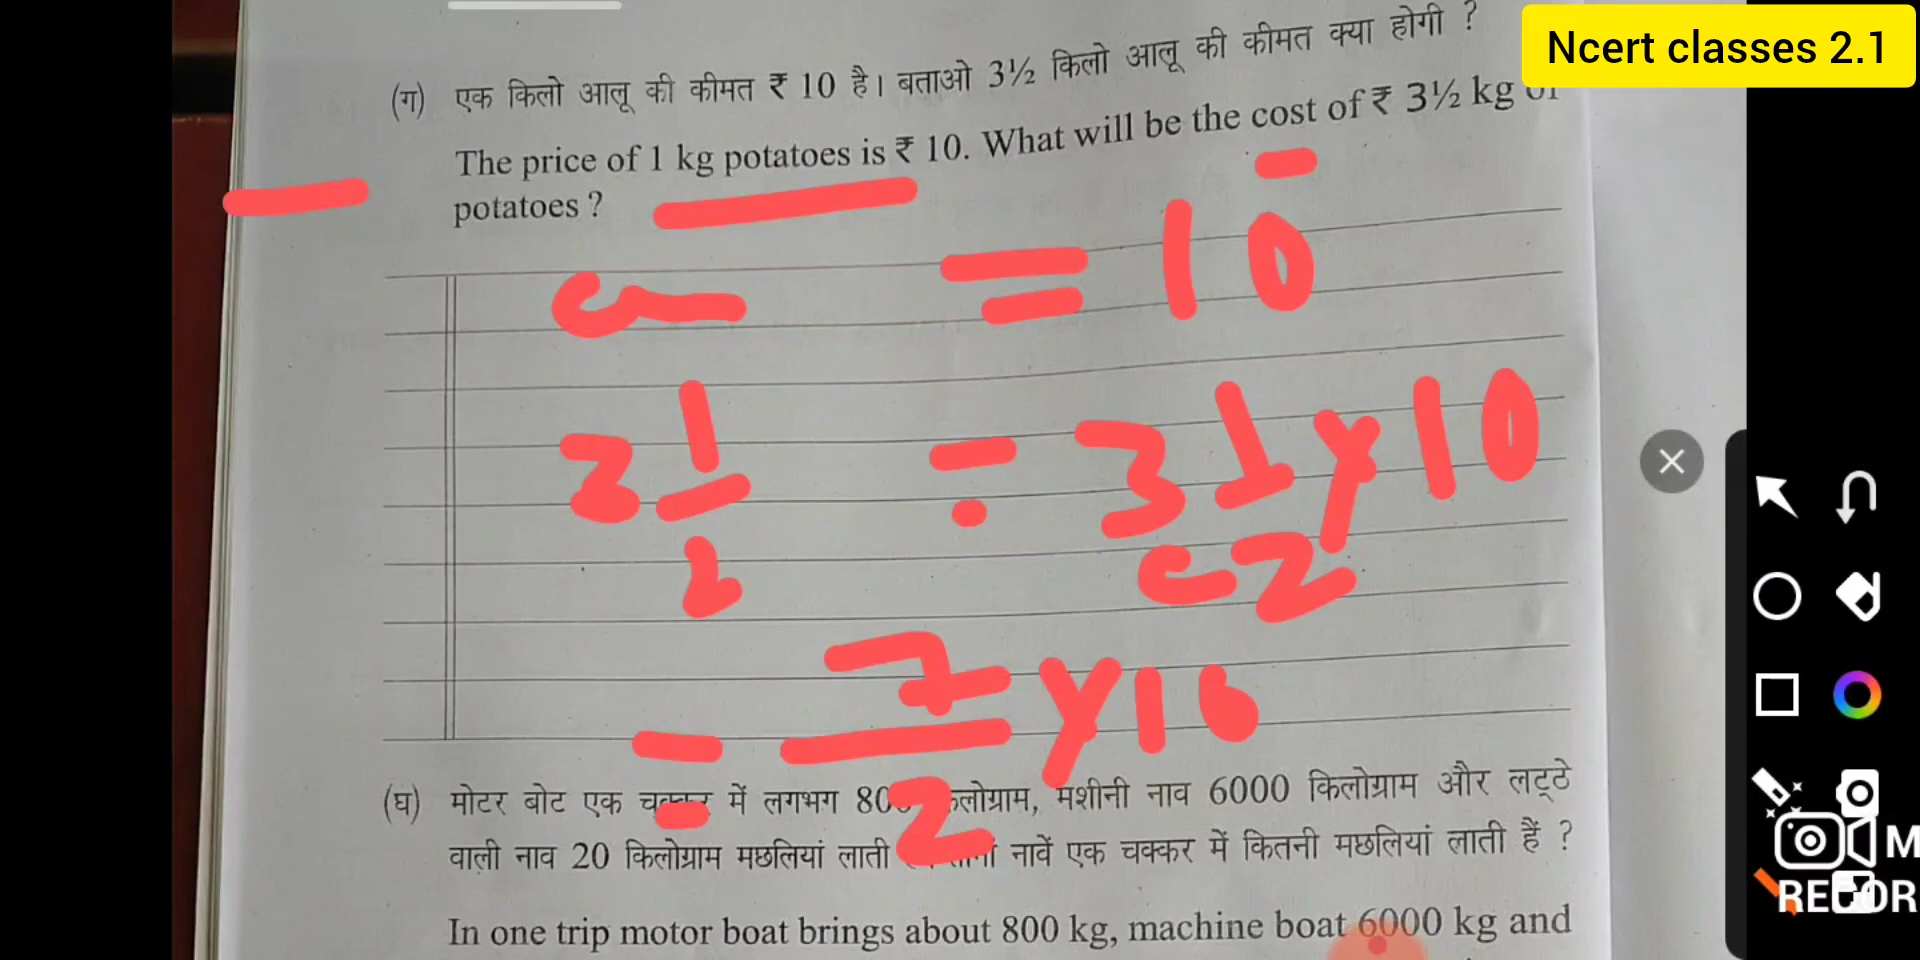 Ncert classes 2.1
(ग) एक किलो आलू की कीमत ₹ 10 है। बताओ 3½ किलो आलू की कीमत क्या होगी ?
The price of 1 kg potatoes is ₹ 10. What will be the cost of ₹ 3½ kg of
potatoes ?
= 10
3 1/2 = 3 1/2 × 10
= 7/2 × 10
(घ) मोटर बोट एक चक्कर में लगभग 800 किलोग्राम, मशीनी नाव 6000 किलोग्राम और लट्ठे
वाली नाव 20 किलोग्राम मछलियां लाती नावें एक चक्कर में कितनी मछलियां लाती हैं ?
In one trip motor boat brings about 800 kg, machine boat 6000 kg and
RECOR